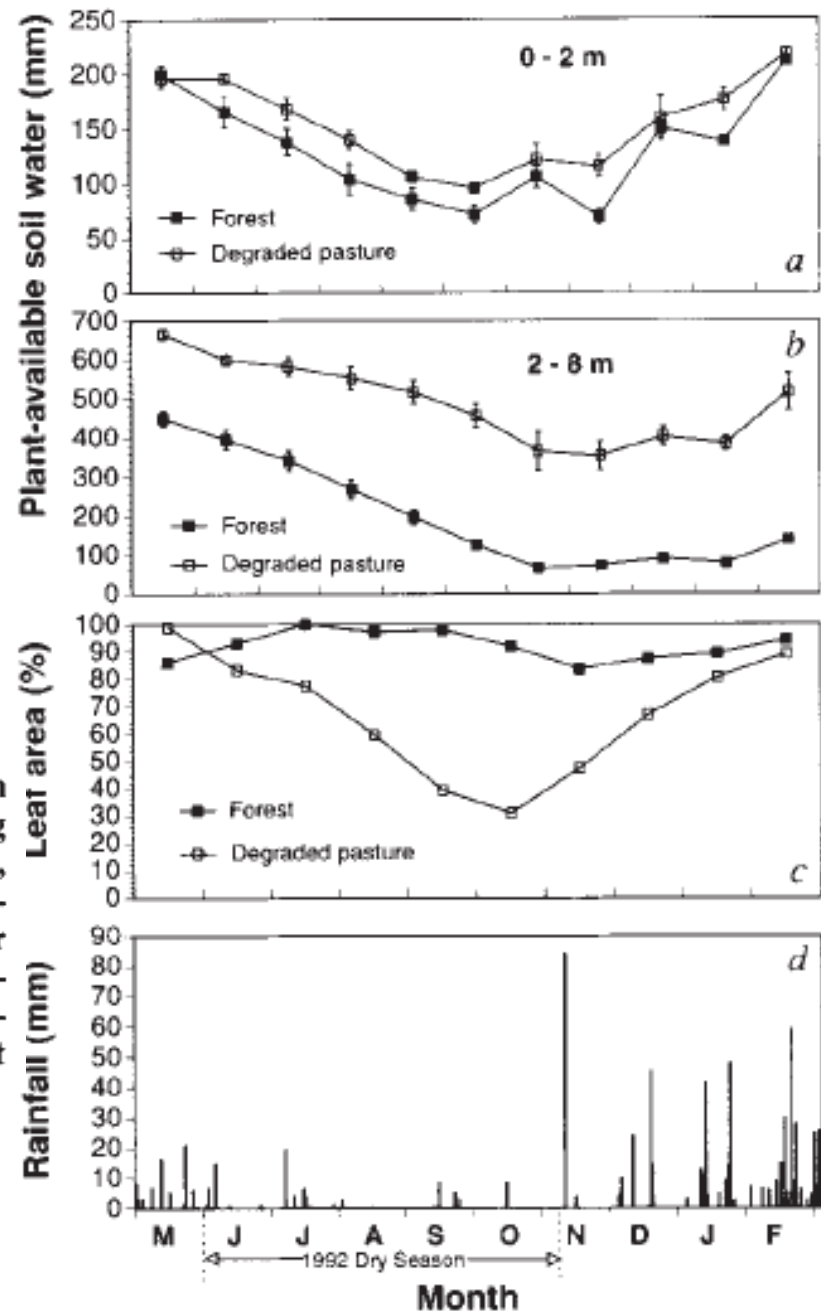 Plant-available soil water (mm)
250
200
150
100
50
0
0 - 2 m
Forest
Degraded pasture
a
700
600
500
400
300
200
100
0
2 - 8 m
Forest
Degraded pasture
b
Leaf area (%)
100
90
80
70
60
50
40
30
20
10
0
Forest
Degraded pasture
c
Rainfall (mm)
90
80
70
60
50
40
30
20
10
0
d
M J J A S O N D J F
1992 Dry Season
Month